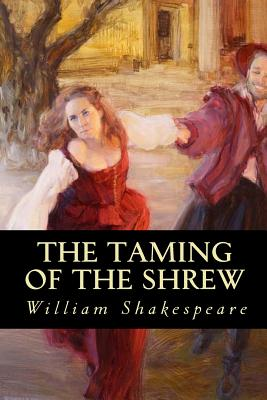 THE TAMING
OF THE SHREW
William Shakespeare